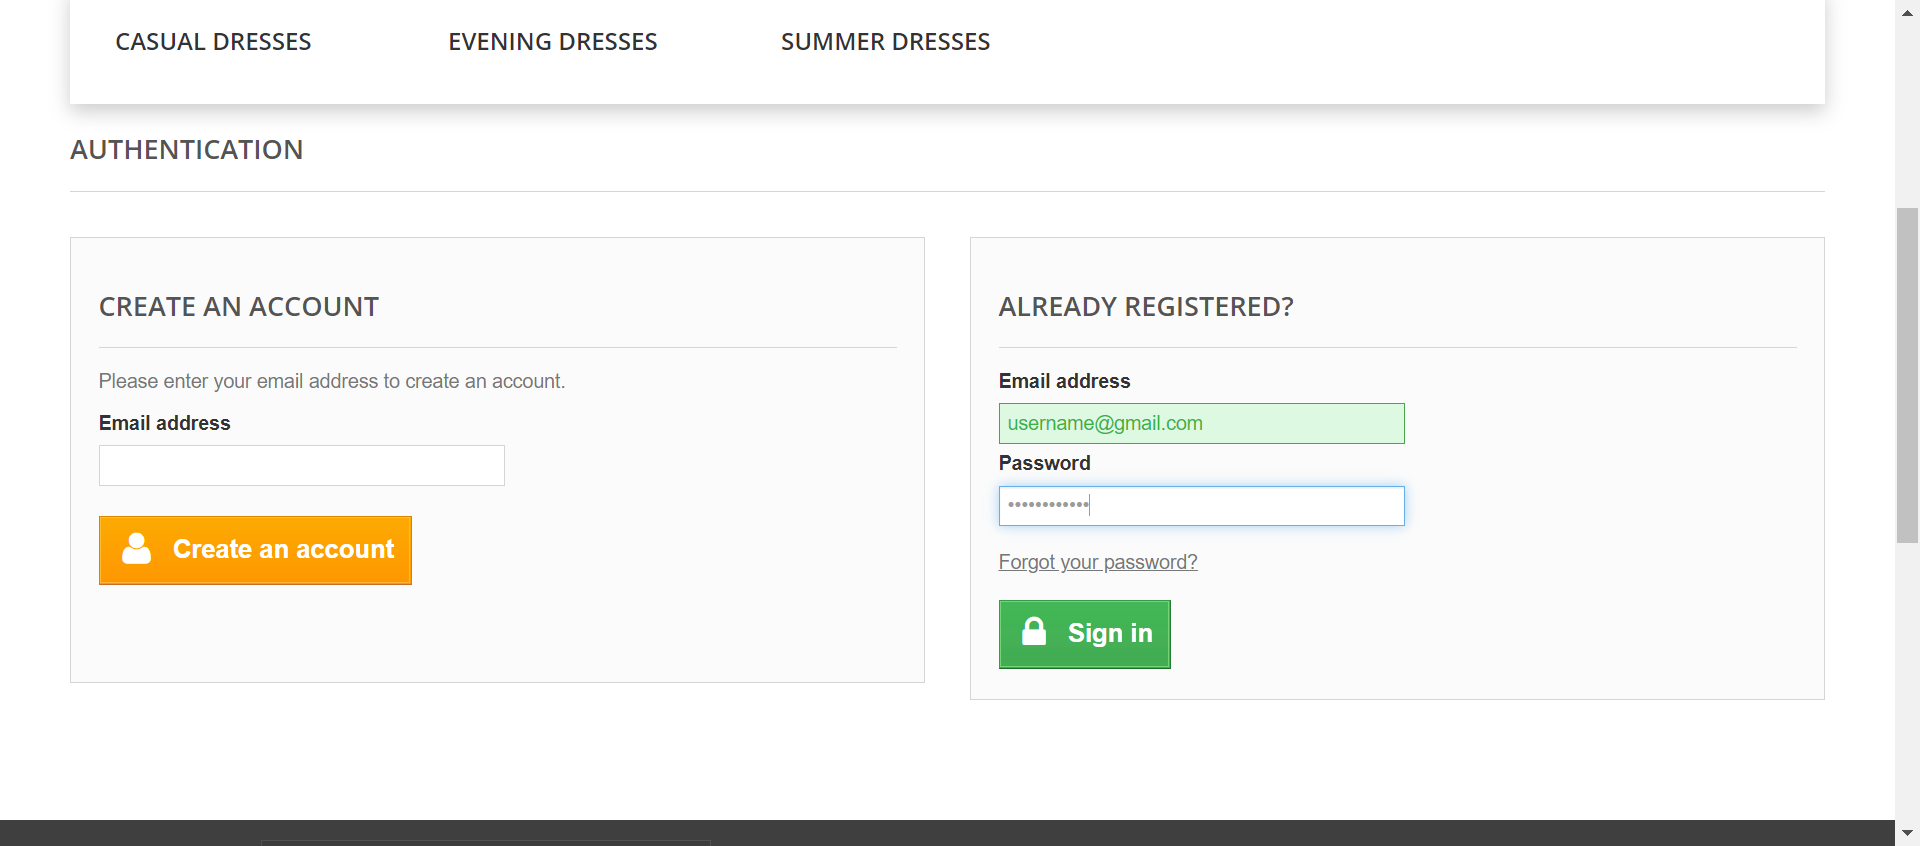 CASUAL DRESSES EVENING DRESSES SUMMER DRESSES
AUTHENTICATION
CREATE AN ACCOUNT
Please enter your email address to create an account.
Email address
Create an account
ALREADY REGISTERED?
Email address
username@gmail.com
Password
••••••••••••
Forgot your password?
Sign in